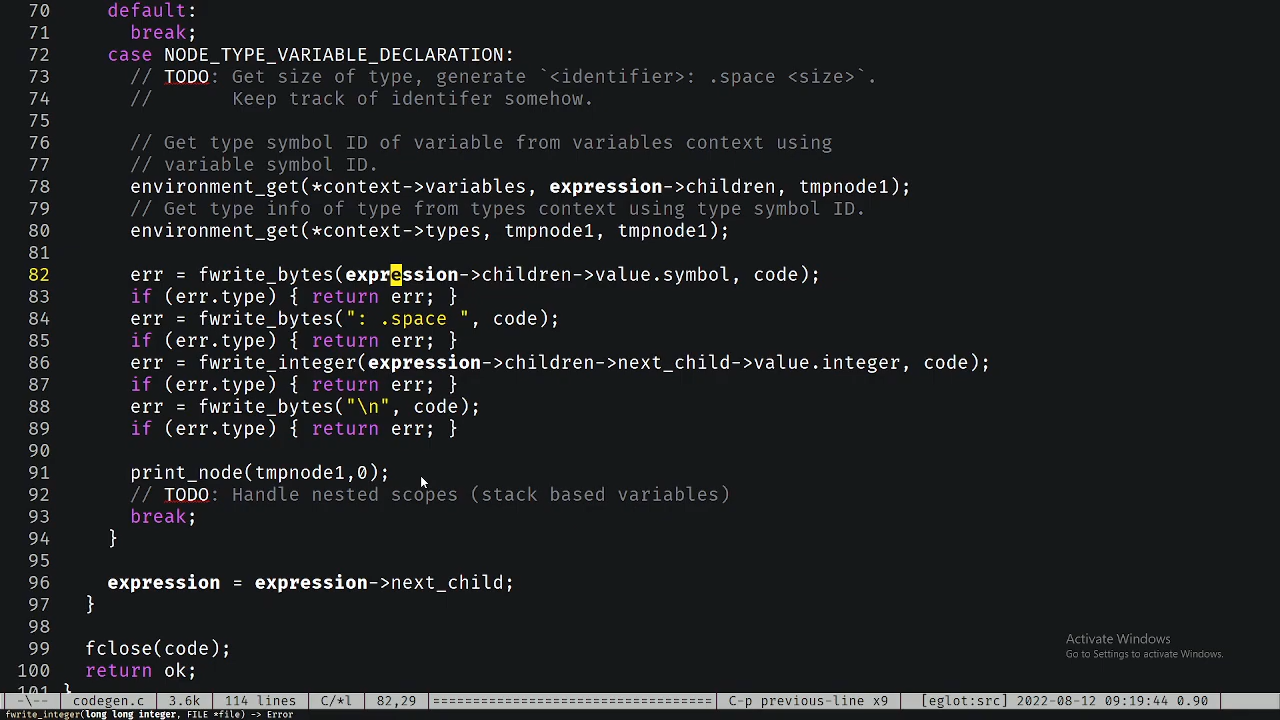 70 default:
71 break;
72 case NODE_TYPE_VARIABLE_DECLARATION:
73 // TODO: Get size of type, generate `<identifier>: .space <size>`.
74 // Keep track of identifer somehow.
75
76 // Get type symbol ID of variable from variables context using
77 // variable symbol ID.
78 environment_get(*context->variables, expression->children, tmpnode1);
79 // Get type info of type from types context using type symbol ID.
80 environment_get(*context->types, tmpnode1, tmpnode1);
81
82 err = fwrite_bytes(expression->children->value.symbol, code);
83 if (err.type) { return err; }
84 err = fwrite_bytes(": .space ", code);
85 if (err.type) { return err; }
86 err = fwrite_integer(expression->children->next_child->value.integer, code);
87 if (err.type) { return err; }
88 err = fwrite_bytes("\n", code);
89 if (err.type) { return err; }
90
91 print_node(tmpnode1,0);
92 // TODO: Handle nested scopes (stack based variables)
93 break;
94 }
95
96 expression = expression->next_child;
97 }
98
99 fclose(code);
100 return ok;
101 }
Activate Windows
Go to Settings to activate Windows.
-\-- codegen.c 3.6k 114 lines C/*l 82,29 ================================= C-p previous-line x9 [eglot:src] 2022-08-12 09:19:44 0.90
fwrite_integer(long long integer, FILE *file) -> Error